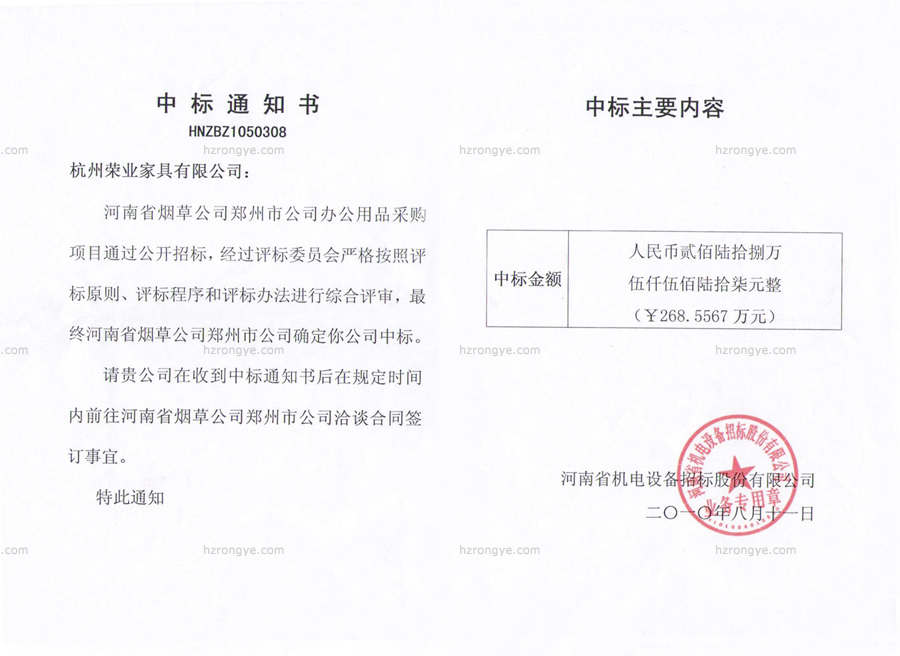 中标通知书
HNZBZ1050308
杭州荣业家具有限公司：
河南省烟草公司郑州市公司办公用品采购
项目通过公开招标，经过评标委员会严格按照评
标原则、评标程序和评标办法进行综合评审，最
终河南省烟草公司郑州市公司确定你公司中标。
请贵公司在收到中标通知书后在规定时间
内前往河南省烟草公司郑州市公司洽谈合同签
订事宜。
特此通知
中标主要内容
中标金额
人民币贰佰陆拾捌万
伍仟伍佰陆拾柒元整
（￥268.5567 万元）
河南省机电设备招标股份有限公司
二〇一〇年八月十一日
河南省机电设备招标股份有限公司
业务专用章
.com
hzrongye.com
hzrongye.com
hzrongye.com
.com
hzrongye.com
hzrongye.com
hzrongye.com
.com
hzrongye.com
hzrongye.com
hzrongye.com